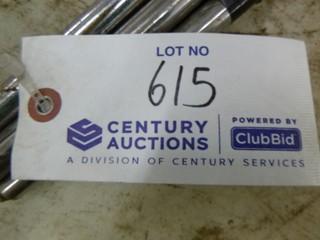 LOT NO
615
CENTURY AUCTIONS
POWERED BY
ClubBid
A DIVISION OF CENTURY SERVICES